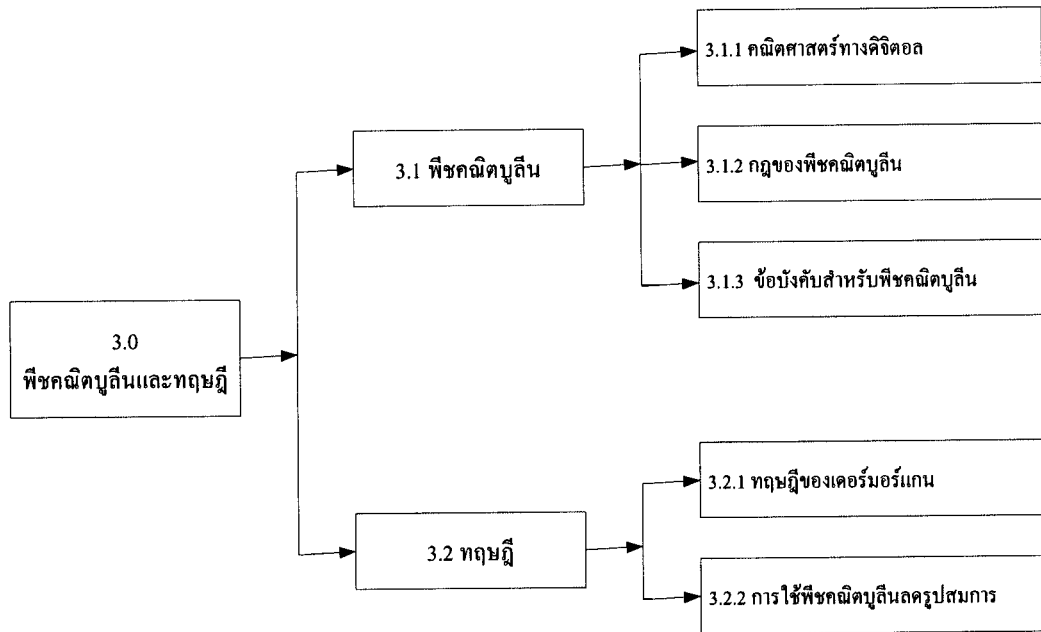 3.0
พีชคณิตบูลีนและทฤษฎี
3.1 พีชคณิตบูลีน
3.1.1 คณิตศาสตร์ทางดิจิตอล
3.1.2 กฎของพีชคณิตบูลีน
3.1.3 ข้อบังคับสำหรับพีชคณิตบูลีน
3.2 ทฤษฎี
3.2.1 ทฤษฎีของเดอร์มอร์แกน
3.2.2 การใช้พีชคณิตบูลีนลดรูปสมการ